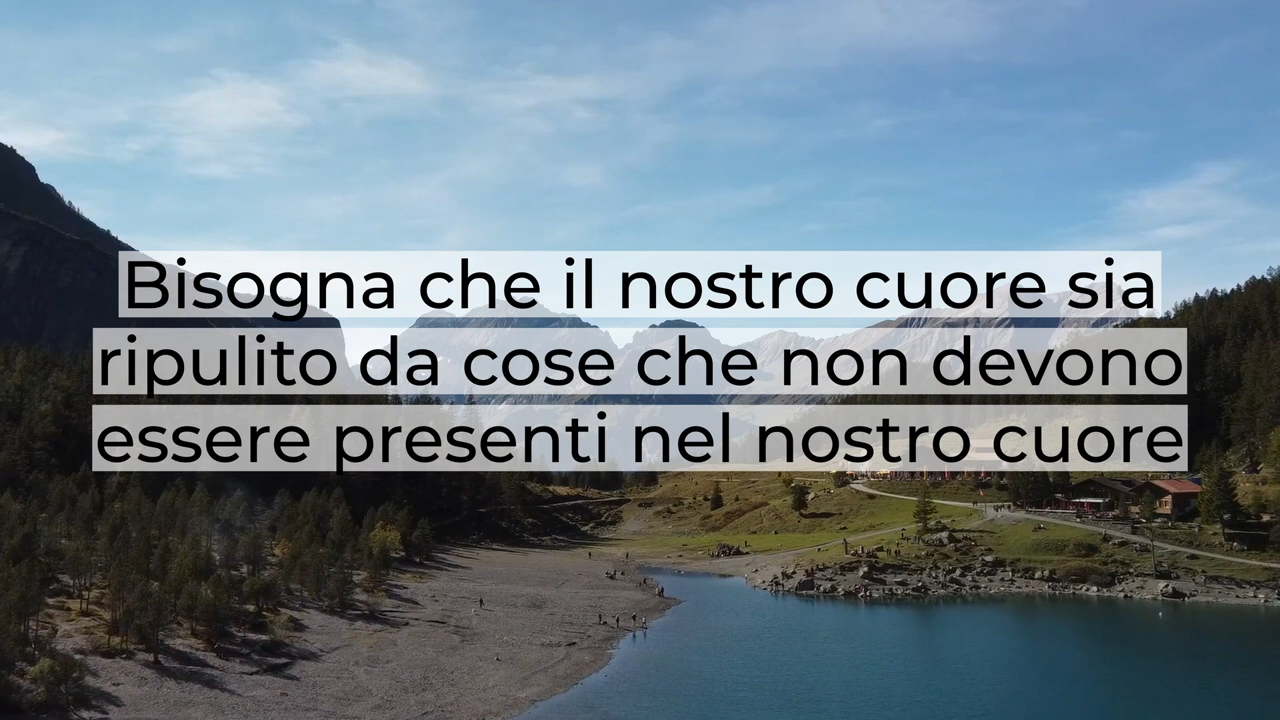 Bisogna che il nostro cuore sia
ripulito da cose che non devono
essere presenti nel nostro cuore